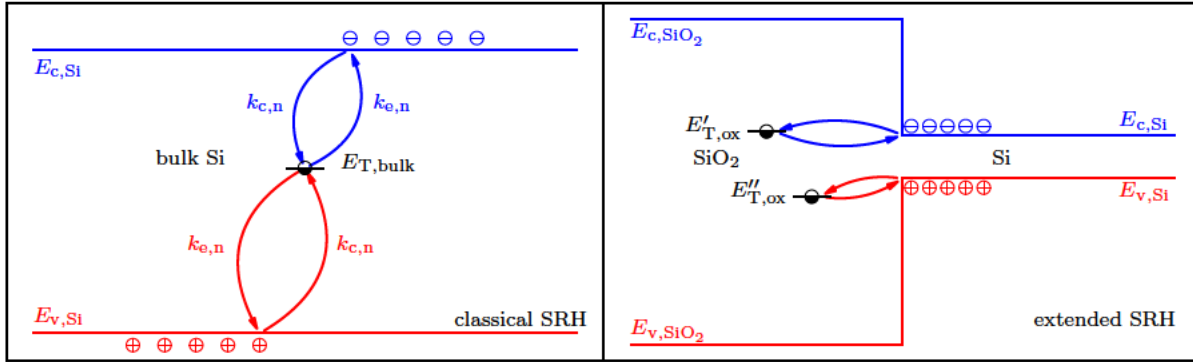 E_c,Si
k_c,n
k_e,n
bulk Si
E_T,bulk
k_e,n
k_c,n
E_v,Si
classical SRH
E_c,SiO₂
E′_T,ox
SiO₂
E_c,Si
Si
E″_T,ox
E_v,Si
E_v,SiO₂
extended SRH